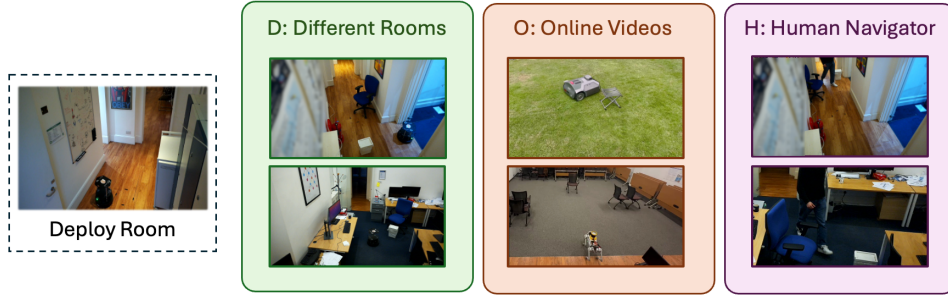 Deploy Room
D: Different Rooms
O: Online Videos
H: Human Navigator